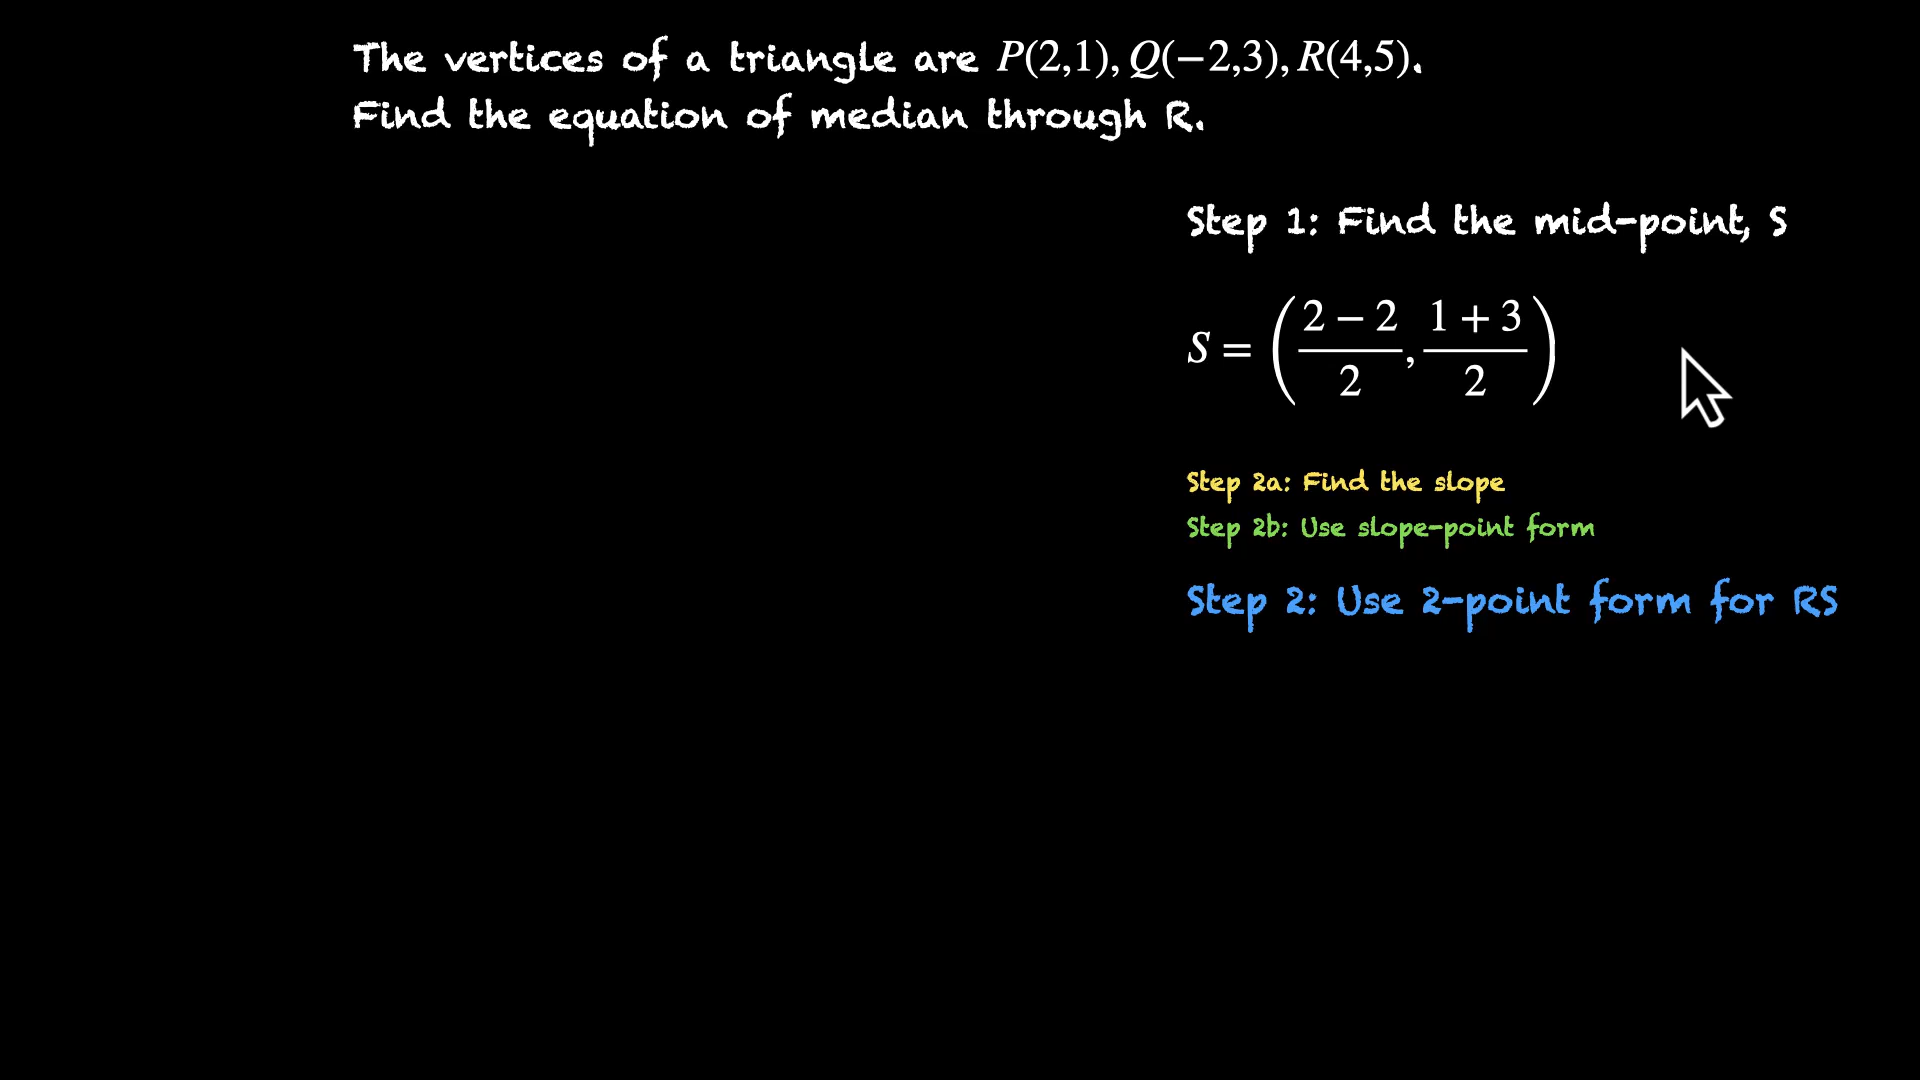 The vertices of a triangle are P(2,1), Q(−2,3), R(4,5).
Find the equation of median through R.
Step 1: Find the mid-point, S
S = ( (2 − 2)/2 , (1 + 3)/2 )
Step 2a: Find the slope
Step 2b: Use slope-point form
Step 2: Use 2-point form for RS